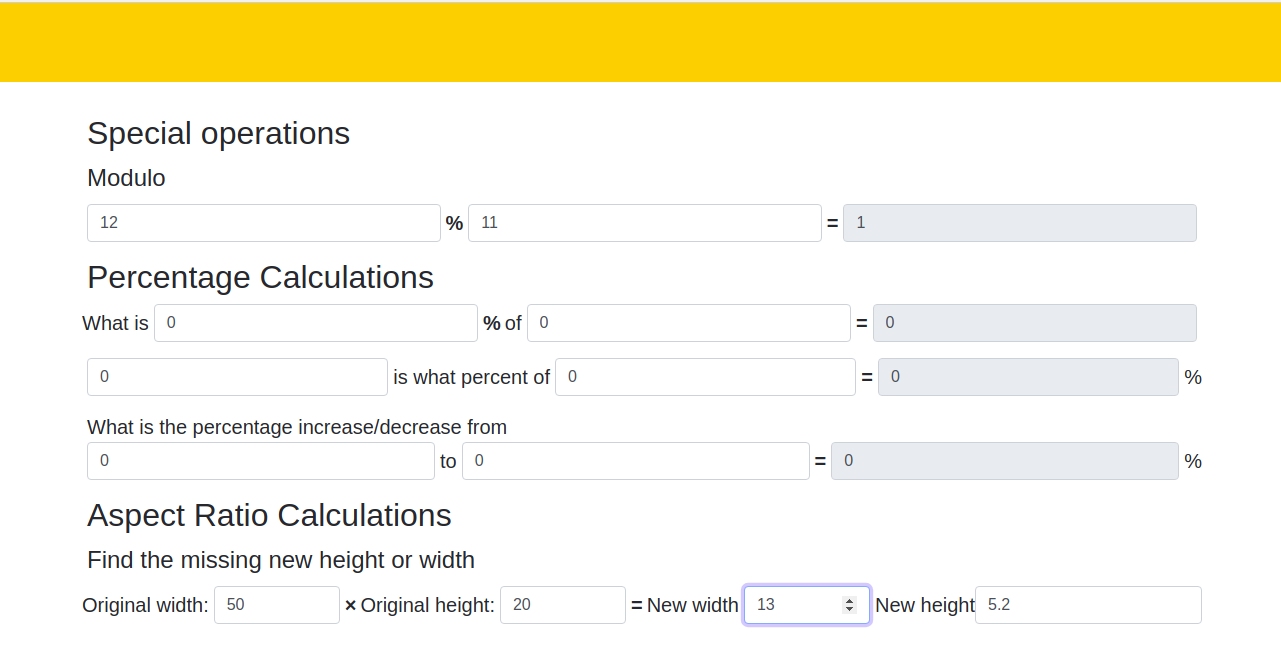 Special operations
Modulo
12 % 11 = 1
Percentage Calculations
What is 0 % of 0 = 0
0 is what percent of 0 = 0 %
What is the percentage increase/decrease from
0 to 0 = 0 %
Aspect Ratio Calculations
Find the missing new height or width
Original width: 50 × Original height: 20 = New width 13 New height 5.2